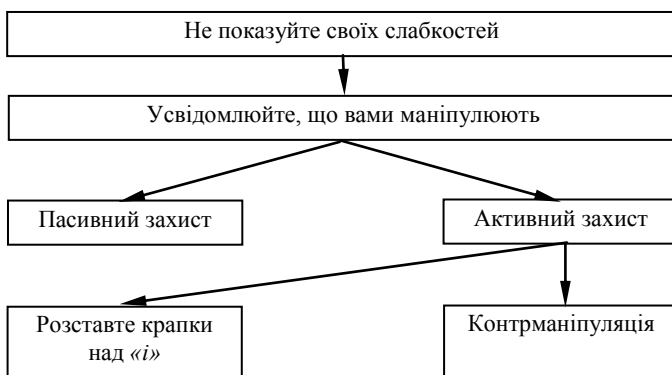 Не показуйте своїх слабкостей
Усвідомлюйте, що вами маніпулюють
Пасивний захист
Активний захист
Розставте крапки
над «і»
Контрманіпуляція